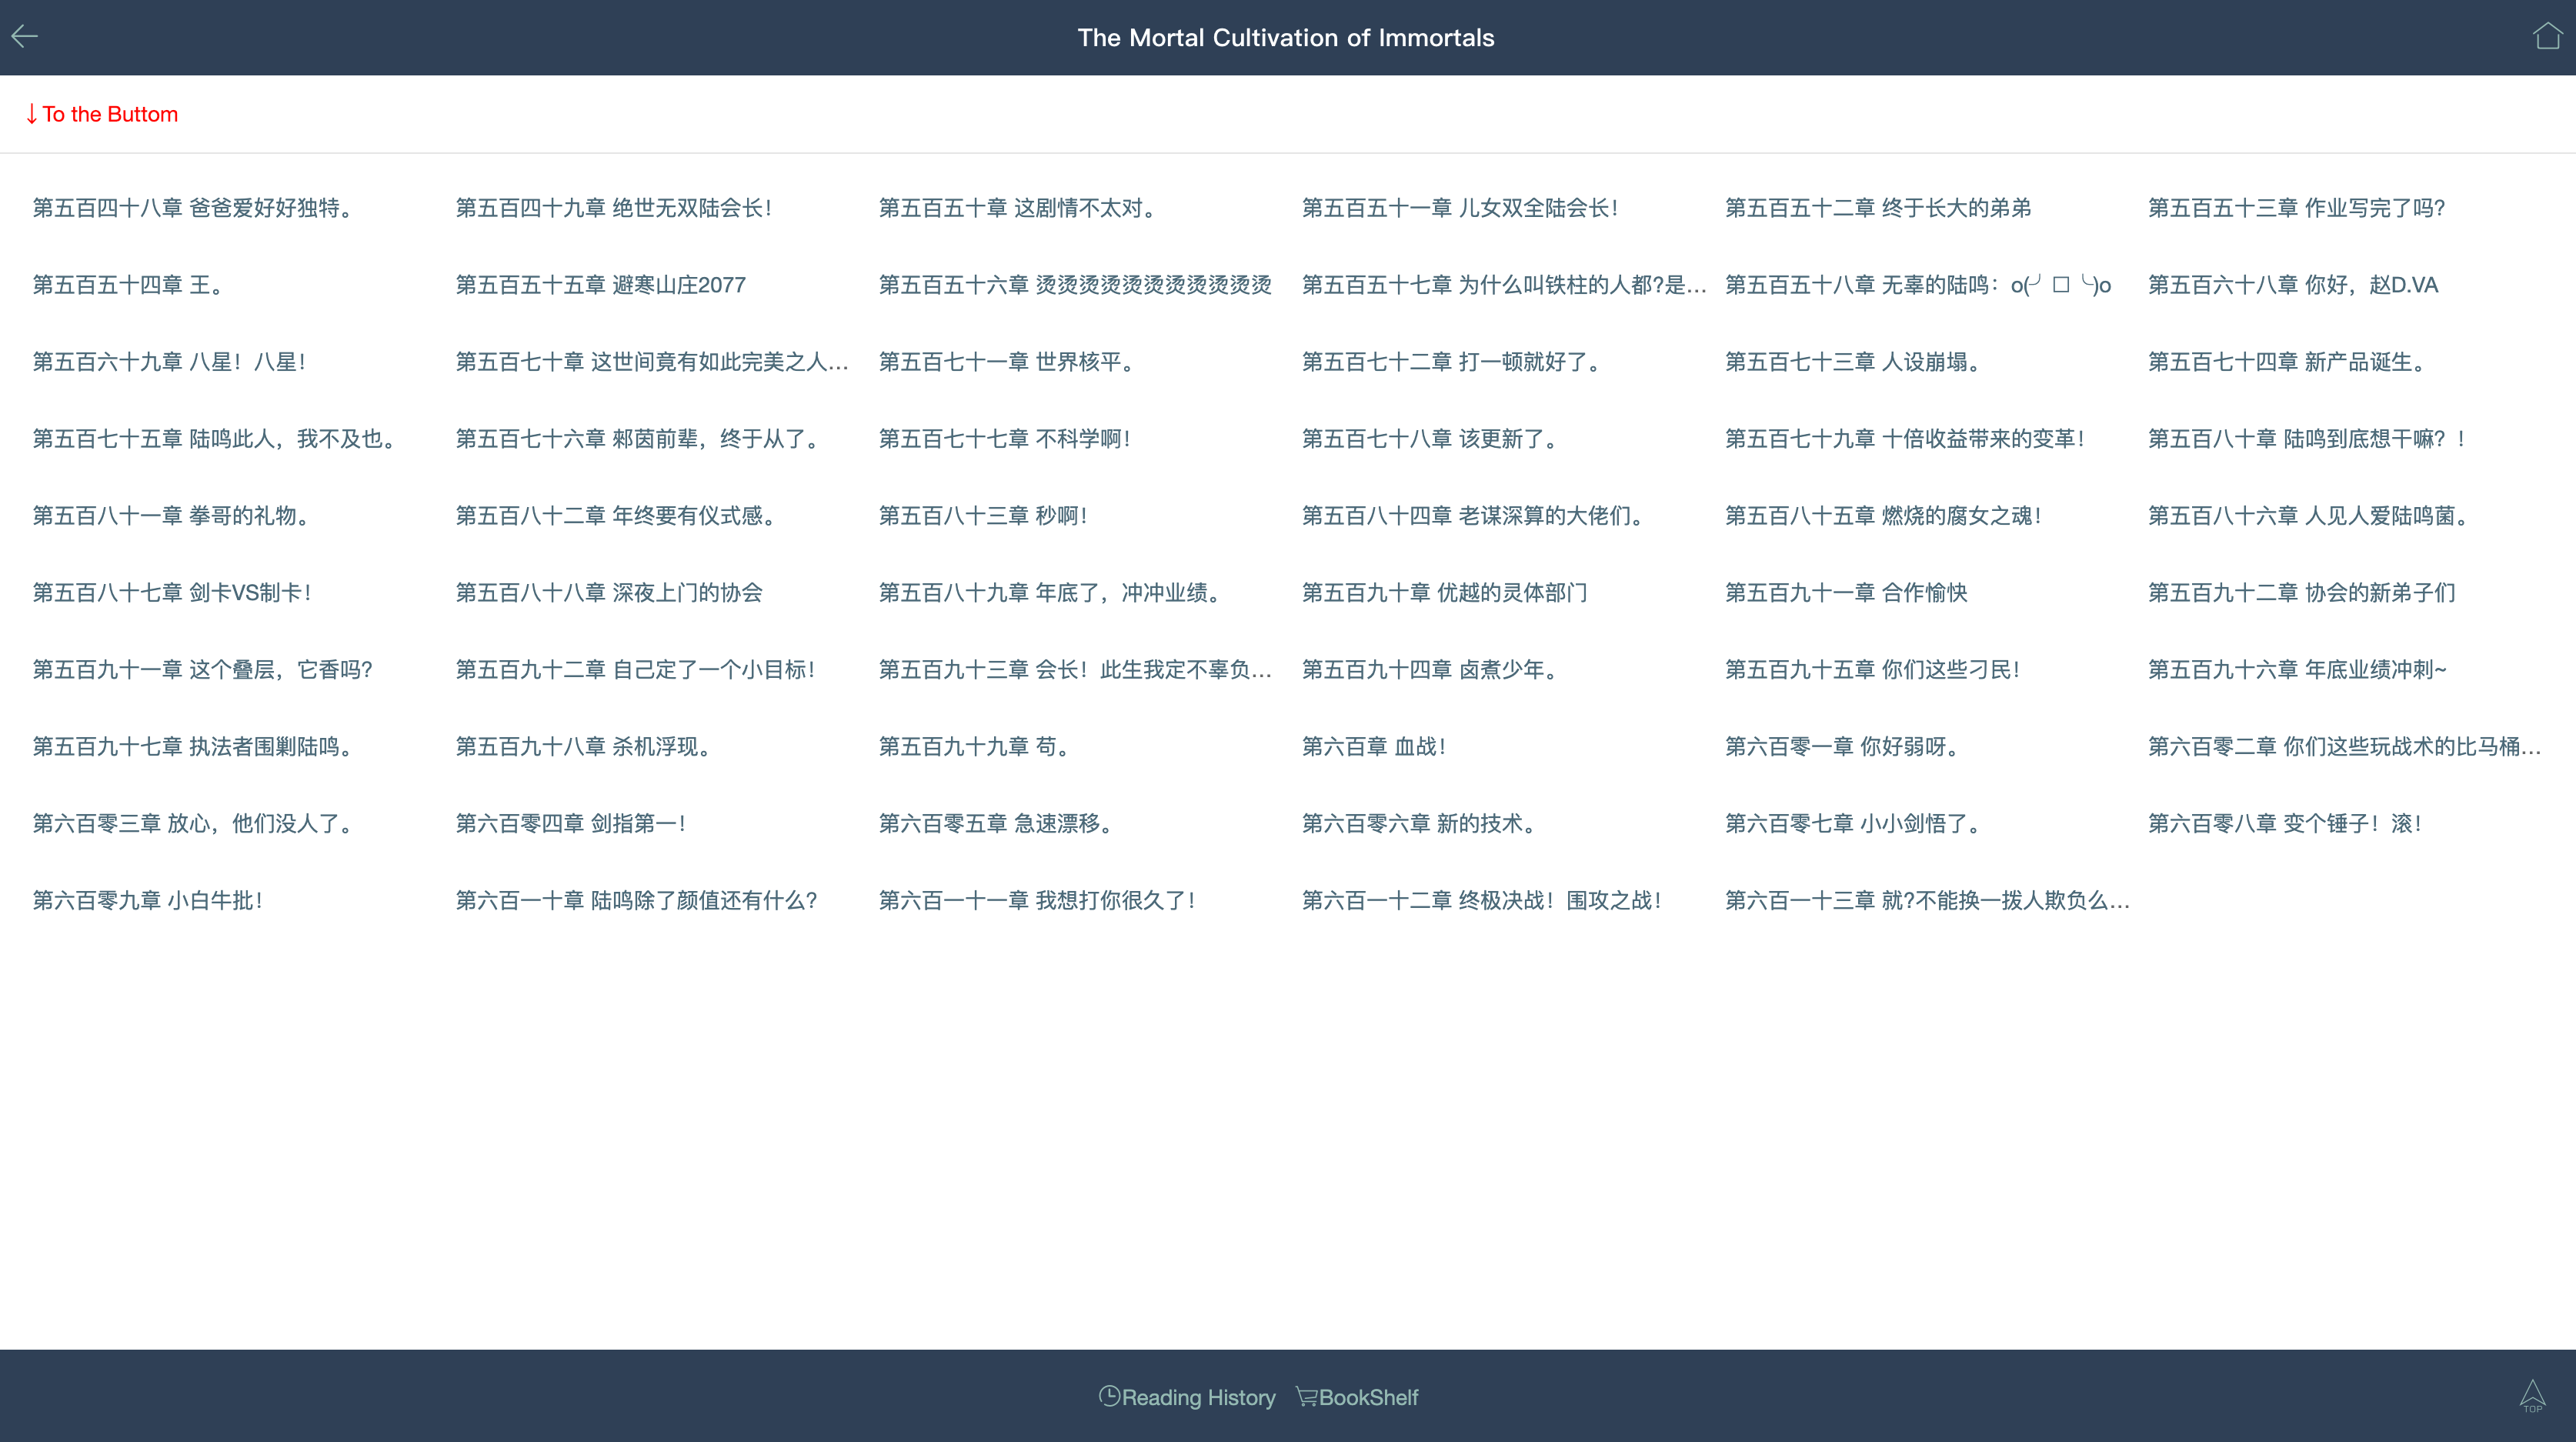 The Mortal Cultivation of Immortals
↓To the Buttom
第五百四十八章 爸爸爱好好独特。
第五百四十九章 绝世无双陆会长！
第五百五十章 这剧情不太对。
第五百五十一章 儿女双全陆会长！
第五百五十二章 终于长大的弟弟
第五百五十三章 作业写完了吗?
第五百五十四章 王。
第五百五十五章 避寒山庄2077
第五百五十六章 烫烫烫烫烫烫烫烫烫烫烫
第五百五十七章 为什么叫铁柱的人都?是...
第五百五十八章 无辜的陆鸣：o(╯□╰)o
第五百六十八章 你好，赵D.VA
第五百六十九章 八星！八星！
第五百七十章 这世间竟有如此完美之人...
第五百七十一章 世界核平。
第五百七十二章 打一顿就好了。
第五百七十三章 人设崩塌。
第五百七十四章 新产品诞生。
第五百七十五章 陆鸣此人，我不及也。
第五百七十六章 郲茵前辈，终于从了。
第五百七十七章 不科学啊！
第五百七十八章 该更新了。
第五百七十九章 十倍收益带来的变革！
第五百八十章 陆鸣到底想干嘛？！
第五百八十一章 拳哥的礼物。
第五百八十二章 年终要有仪式感。
第五百八十三章 秒啊！
第五百八十四章 老谋深算的大佬们。
第五百八十五章 燃烧的腐女之魂！
第五百八十六章 人见人爱陆鸣菌。
第五百八十七章 剑卡VS制卡！
第五百八十八章 深夜上门的协会
第五百八十九章 年底了，冲冲业绩。
第五百九十章 优越的灵体部门
第五百九十一章 合作愉快
第五百九十二章 协会的新弟子们
第五百九十一章 这个叠层，它香吗?
第五百九十二章 自己定了一个小目标！
第五百九十三章 会长！此生我定不辜负...
第五百九十四章 卤煮少年。
第五百九十五章 你们这些刁民！
第五百九十六章 年底业绩冲刺~
第五百九十七章 执法者围剿陆鸣。
第五百九十八章 杀机浮现。
第五百九十九章 苟。
第六百章 血战！
第六百零一章 你好弱呀。
第六百零二章 你们这些玩战术的比马桶...
第六百零三章 放心，他们没人了。
第六百零四章 剑指第一！
第六百零五章 急速漂移。
第六百零六章 新的技术。
第六百零七章 小小剑悟了。
第六百零八章 变个锤子！滚！
第六百零九章 小白牛批！
第六百一十章 陆鸣除了颜值还有什么?
第六百一十一章 我想打你很久了！
第六百一十二章 终极决战！围攻之战！
第六百一十三章 就?不能换一拨人欺负么...
Reading History
BookShelf
TOP